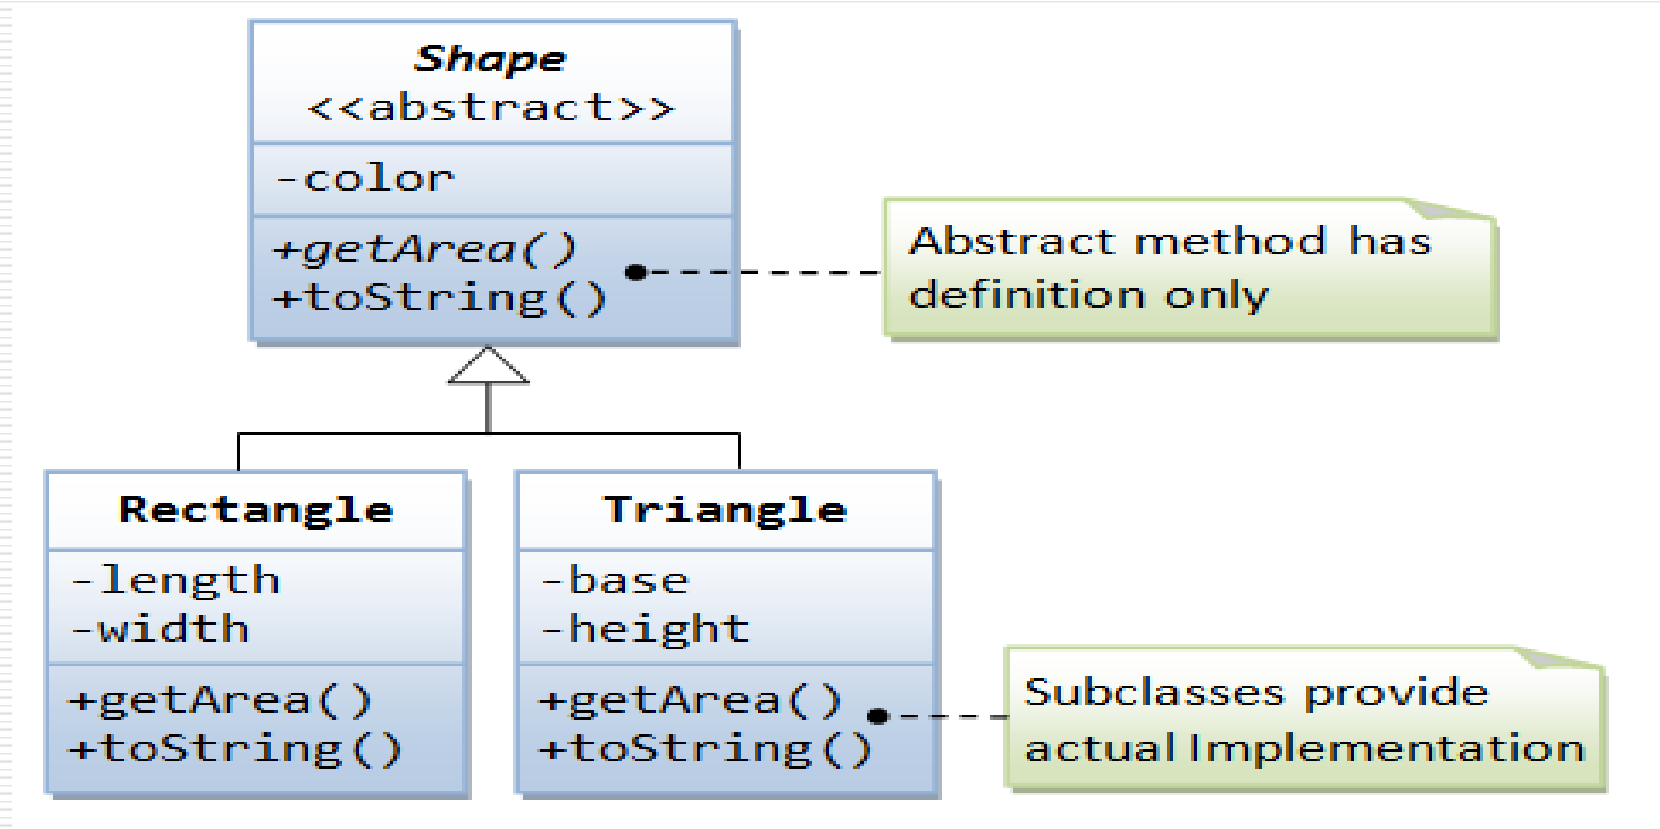 Shape
<<abstract>>
-color
+getArea()
+toString()
Abstract method has
definition only
Rectangle
-length
-width
+getArea()
+toString()
Triangle
-base
-height
+getArea()
+toString()
Subclasses provide
actual Implementation